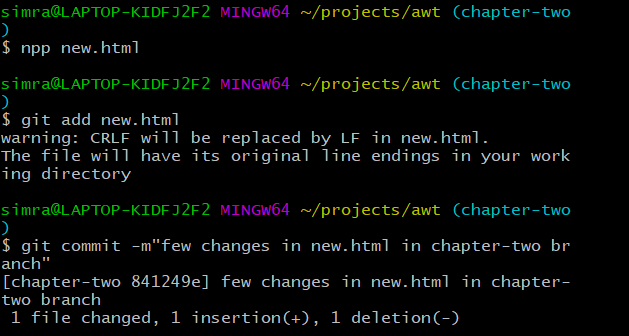 simra@LAPTOP-KIDFJ2F2 MINGW64 ~/projects/awt (chapter-two
)
$ npp new.html
simra@LAPTOP-KIDFJ2F2 MINGW64 ~/projects/awt (chapter-two
)
$ git add new.html
warning: CRLF will be replaced by LF in new.html.
The file will have its original line endings in your work
ing directory
simra@LAPTOP-KIDFJ2F2 MINGW64 ~/projects/awt (chapter-two
)
$ git commit -m"few changes in new.html in chapter-two br
anch"
[chapter-two 841249e] few changes in new.html in chapter-
two branch
 1 file changed, 1 insertion(+), 1 deletion(-)